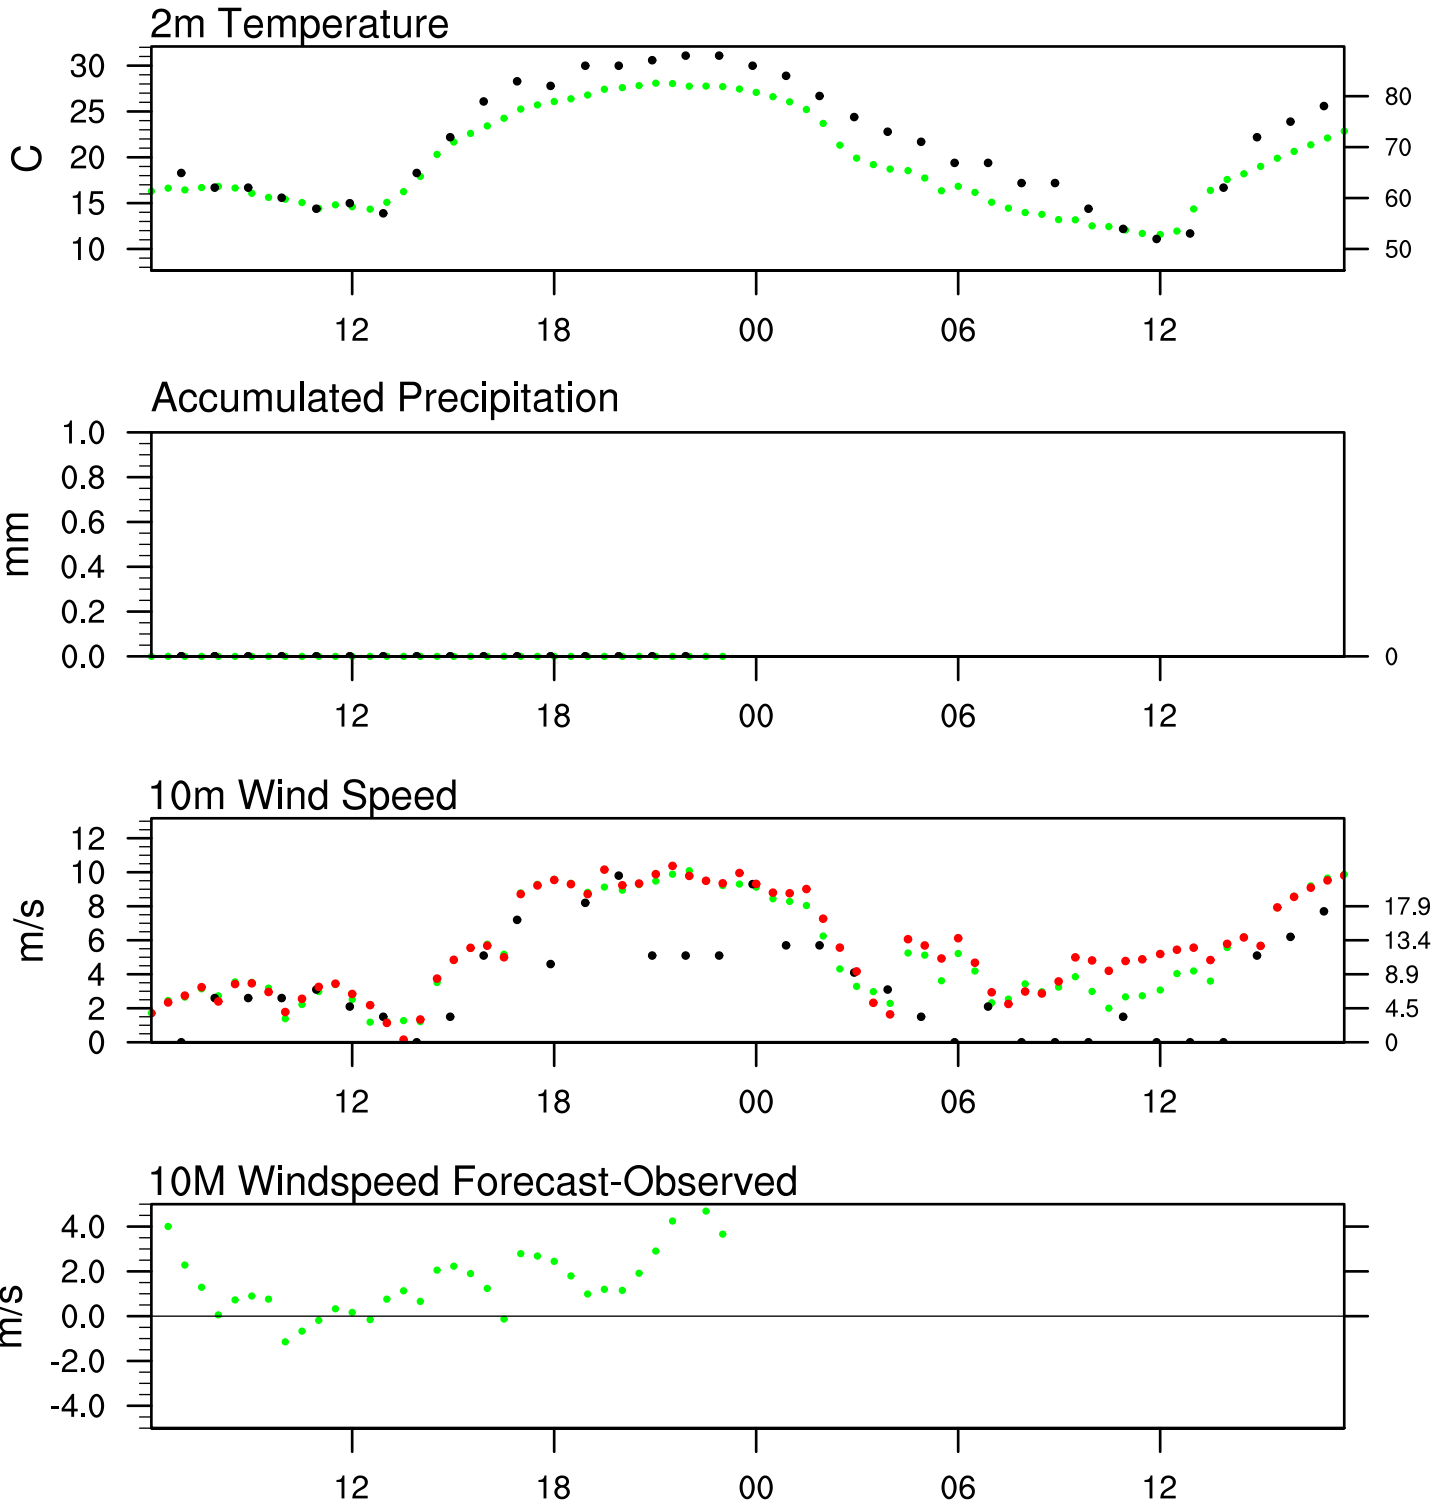 2m Temperature
30
25
20
15
10
C
80
70
60
50
12 18 00 06 12
Accumulated Precipitation
1.0
0.8
0.6
0.4
0.2
0.0
mm
0
12 18 00 06 12
10m Wind Speed
12
10
8
6
4
2
0
m/s
17.9
13.4
8.9
4.5
0
12 18 00 06 12
10M Windspeed Forecast-Observed
4.0
2.0
0.0
-2.0
-4.0
m/s
12 18 00 06 12